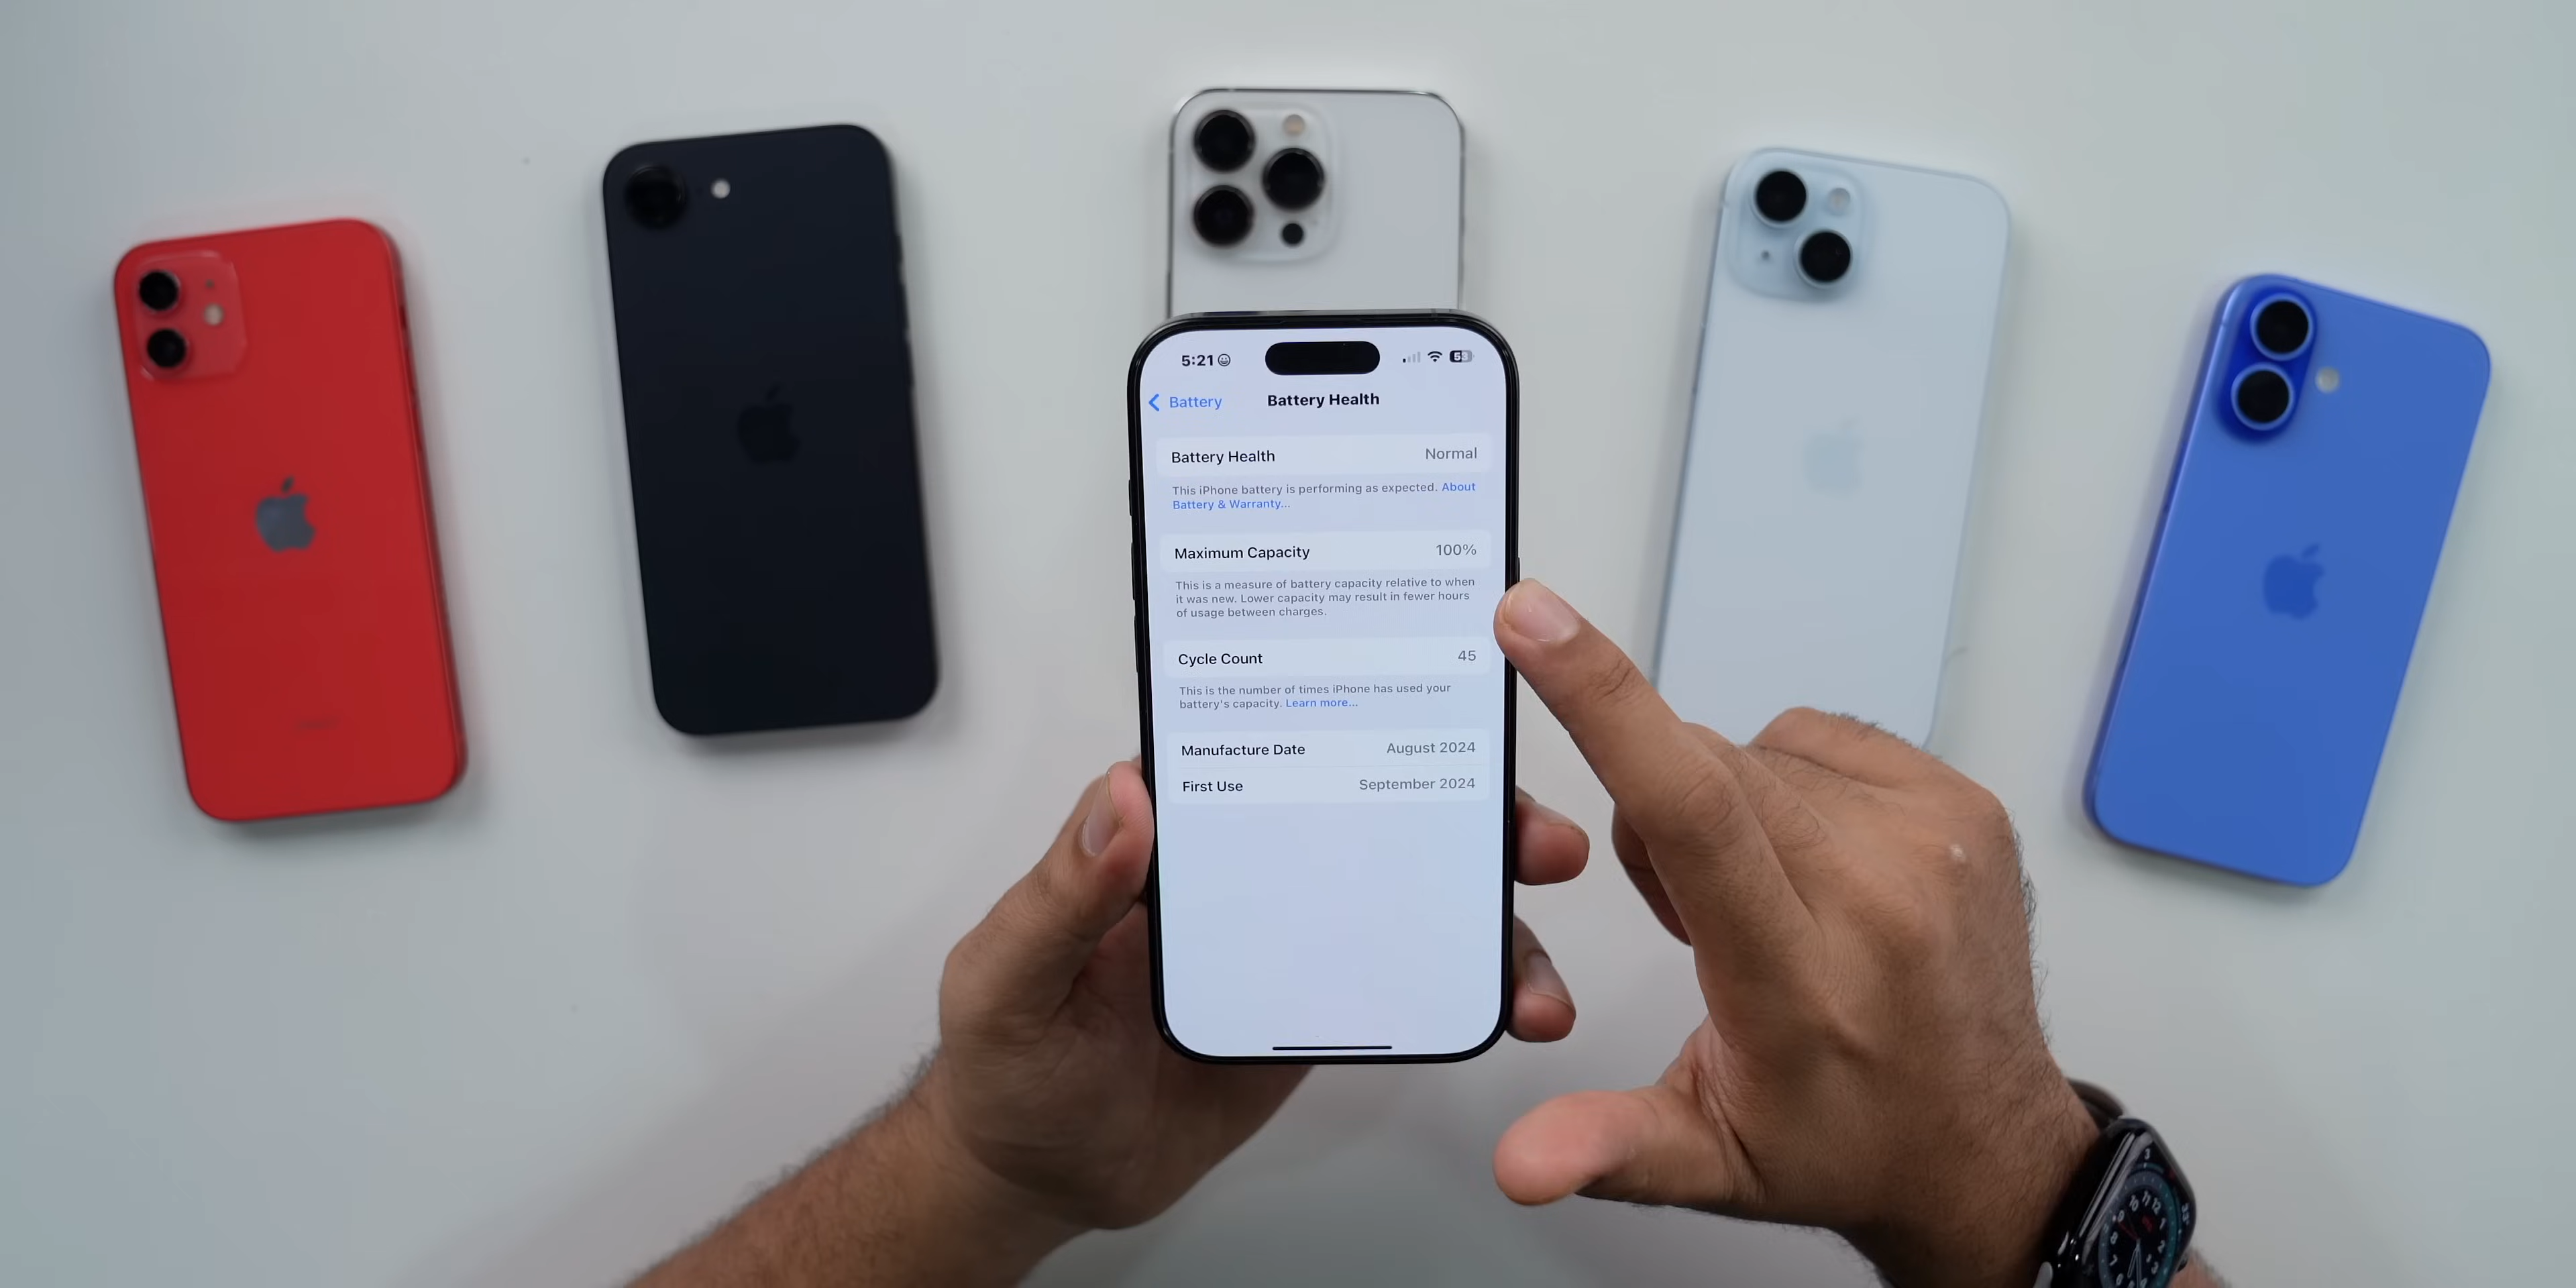 5:21
Battery
Battery Health
Battery Health Normal
This iPhone battery is performing as expected. About
Battery & Warranty...
Maximum Capacity 100%
This is a measure of battery capacity relative to when
it was new. Lower capacity may result in fewer hours
of usage between charges.
Cycle Count 45
This is the number of times iPhone has used your
battery's capacity. Learn more...
Manufacture Date August 2024
First Use September 2024